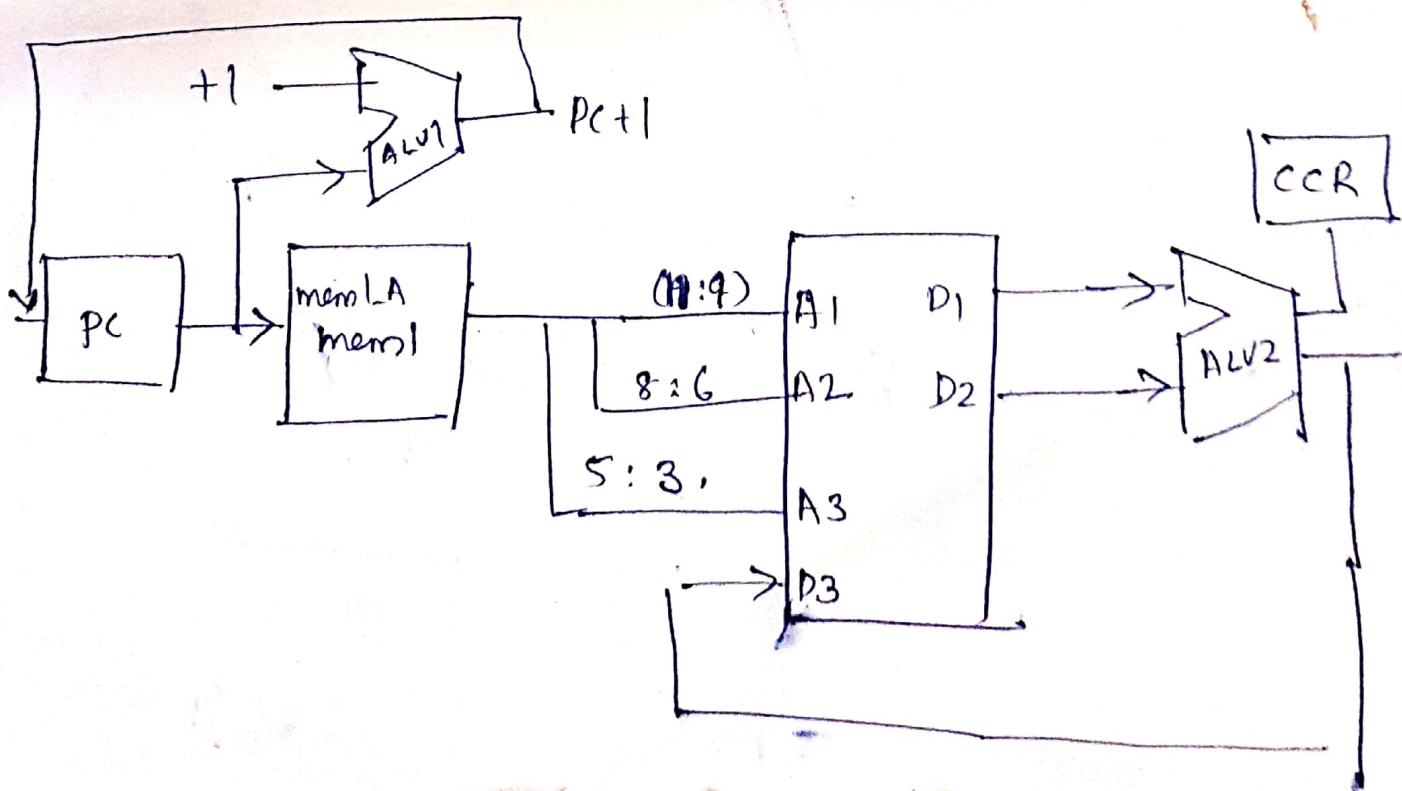 +1
ALU1
PC+1
CCR
PC
mem1_A
mem1
(11:9)
A1
D1
8:6
A2
D2
ALU2
5:3.
A3
D3